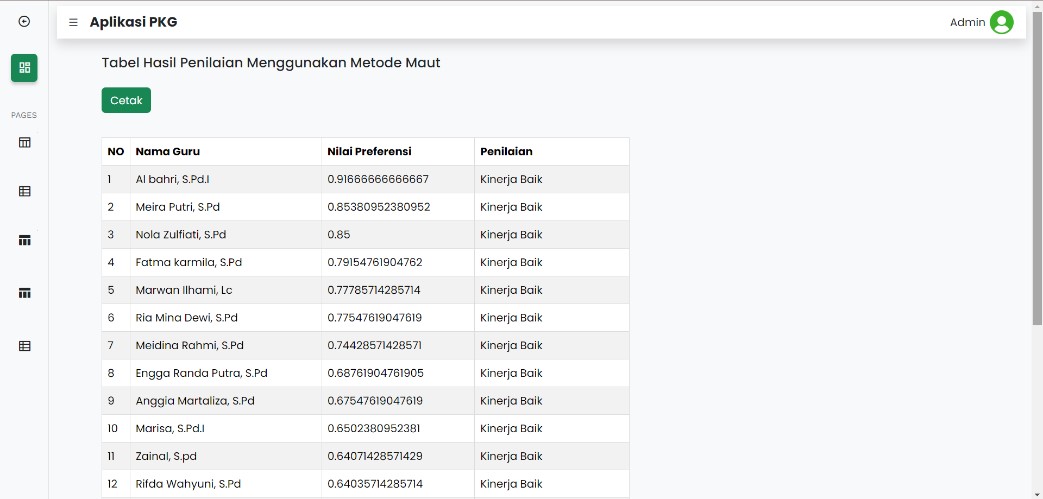 Aplikasi PKG Admin
PAGES
Tabel Hasil Penilaian Menggunakan Metode Maut
Cetak
NO Nama Guru Nilai Preferensi Penilaian
1 Al bahri, S.Pd.I 0.91666666666667 Kinerja Baik
2 Meira Putri, S.Pd 0.85380952380952 Kinerja Baik
3 Nola Zulfiati, S.Pd 0.85 Kinerja Baik
4 Fatma karmila, S.Pd 0.79154761904762 Kinerja Baik
5 Marwan Ilhami, Lc 0.77785714285714 Kinerja Baik
6 Ria Mina Dewi, S.Pd 0.77547619047619 Kinerja Baik
7 Meidina Rahmi, S.Pd 0.74428571428571 Kinerja Baik
8 Engga Randa Putra, S.Pd 0.68761904761905 Kinerja Baik
9 Anggia Martaliza, S.Pd 0.67547619047619 Kinerja Baik
10 Marisa, S.Pd.I 0.6502380952381 Kinerja Baik
11 Zainal, S.pd 0.64071428571429 Kinerja Baik
12 Rifda Wahyuni, S.Pd 0.64035714285714 Kinerja Baik